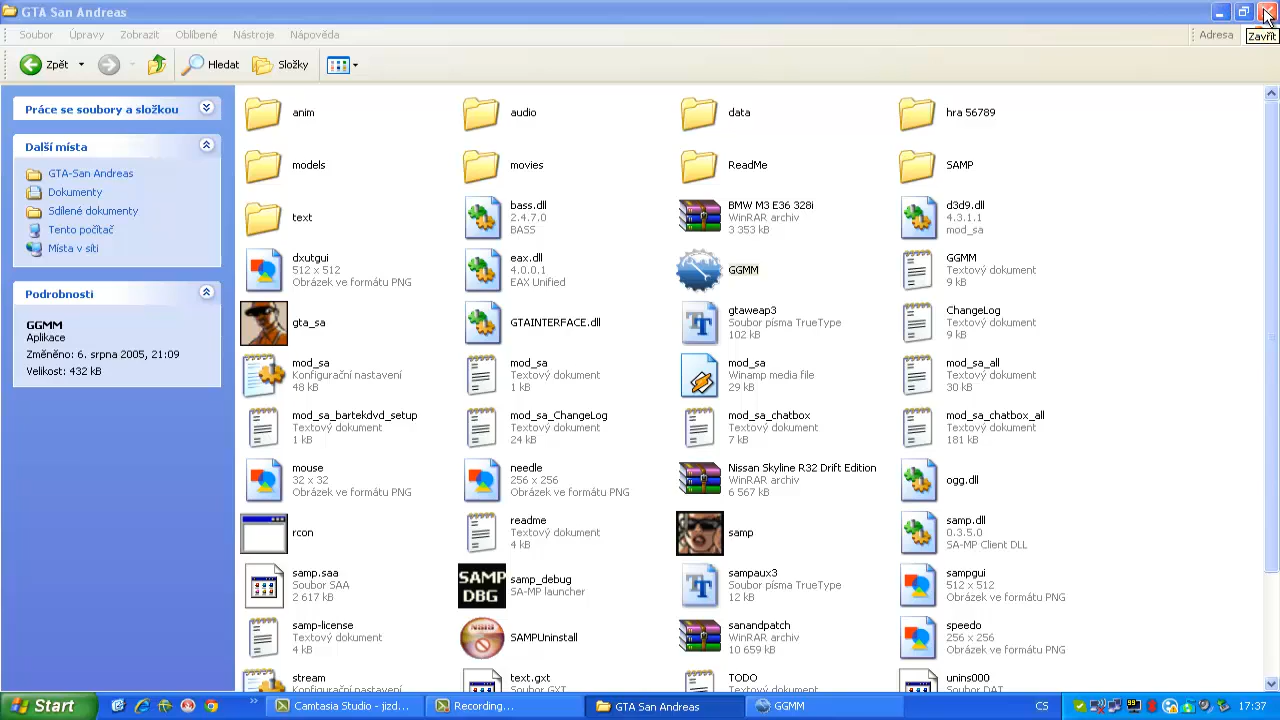 GTA San Andreas
Soubor Úpravy Zobrazit Oblíbené Nástroje Nápověda Adresa Zavřít
Zpět Hledat Složky
Práce se soubory a složkou
Další místa
GTA-San Andreas
Dokumenty
Sdílené dokumenty
Tento počítač
Místa v síti
Podrobnosti
GGMM
Aplikace
Změněno: 6. srpna 2005, 21:09
Velikost: 432 kB
anim
audio
data
hra 56789
models
movies
ReadMe
SAMP
text
bass.dll
2.4.7.0
BASS
BMW M3 E36 328i
WinRAR archiv
3 353 kB
d3d9.dll
4.3.1.1
mod_sa
dxutgui
512 x 512
Obrázek ve formátu PNG
eax.dll
4.0.0.1
EAX Unified
GGMM
GGMM
Textový dokument
9 kB
gta_sa
GTAINTERFACE.dll
gtaweap3
Soubor písma TrueType
102 kB
ChangeLog
Textový dokument
9 kB
mod_sa
Konfigurační nastavení
48 kB
mod_sa
Textový dokument
1 kB
mod_sa
Winamp media file
29 kB
mod_sa_all
Textový dokument
20 kB
mod_sa_bartekdvd_setup
Textový dokument
1 kB
mod_sa_ChangeLog
Textový dokument
24 kB
mod_sa_chatbox
Textový dokument
7 kB
mod_sa_chatbox_all
Textový dokument
181 kB
mouse
32 x 32
Obrázek ve formátu PNG
needle
256 x 256
Obrázek ve formátu PNG
Nissan Skyline R32 Drift Edition
WinRAR archiv
6 567 kB
ogg.dll
rcon
readme
Textový dokument
4 kB
samp
samp.dll
0.3.5.0
SA-MP Client DLL
samp.saa
Soubor SAA
2 617 kB
SAMP
DBG
samp_debug
SA-MP launcher
sampaux3
Soubor písma TrueType
12 kB
sampgui
512 x 512
Obrázek ve formátu PNG
samp-license
Textový dokument
4 kB
NSIS
SAMPUninstall
sanandpatch
WinRAR archiv
10 659 kB
speedo
256 x 256
Obrázek ve formátu PNG
stream
Konfigurační nastavení
text.gxt
Soubor GXT
TODO
Textový dokument
unins000
Soubor DAT
Start Camtasia Studio - jizd... Recording... GTA San Andreas GGMM CS 17:37